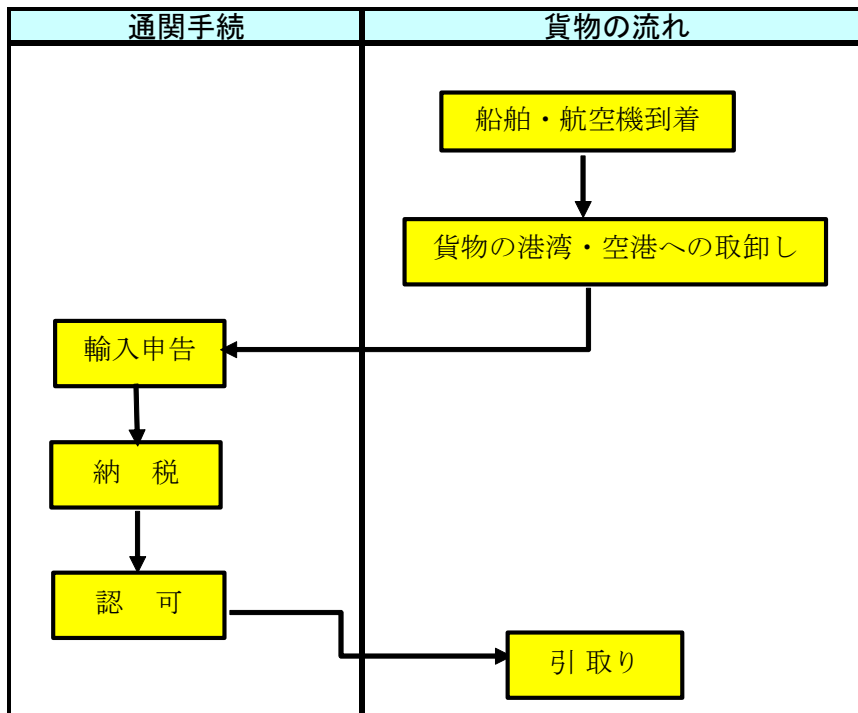 通関手続
貨物の流れ
船舶・航空機到着
貨物の港湾・空港への取卸し
輸入申告
納　税
認　可
引 取り